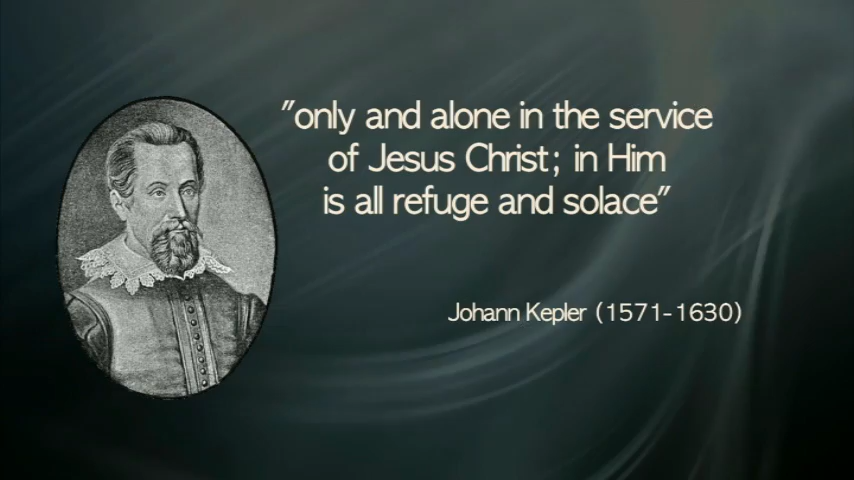 "only and alone in the service
of Jesus Christ; in Him
is all refuge and solace"
Johann Kepler (1571-1630)